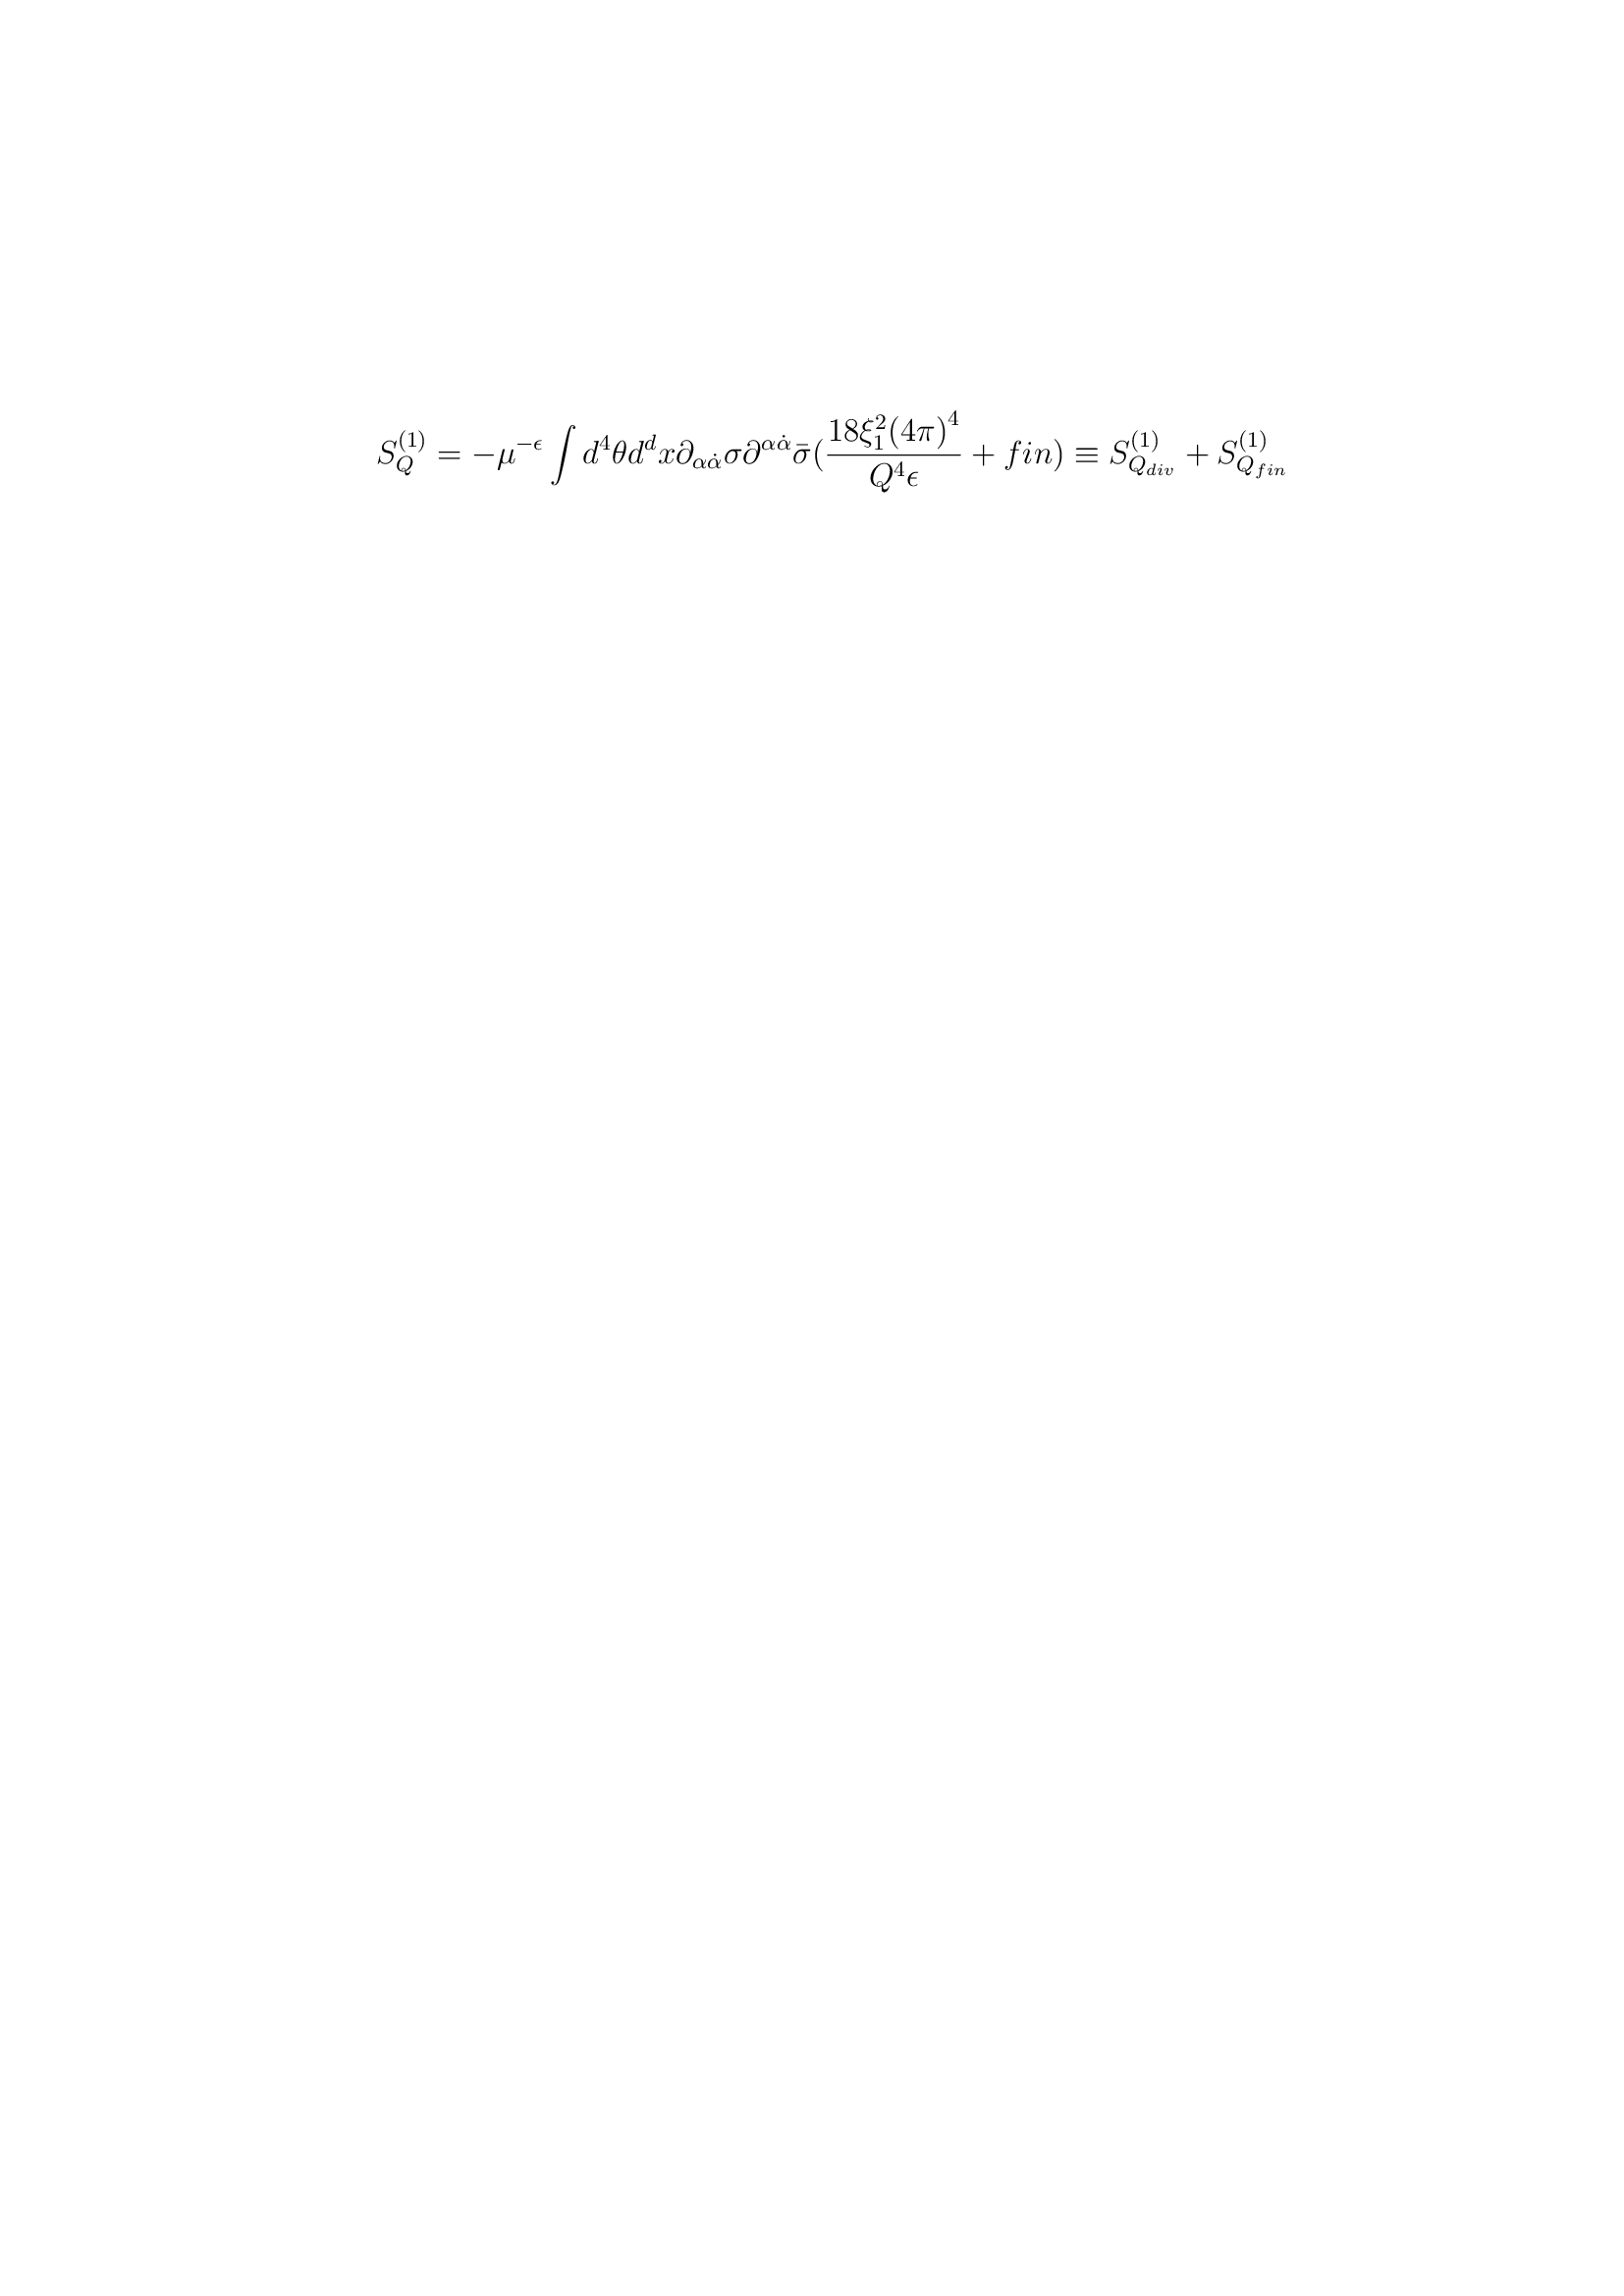 $S_Q^{(1)} = -\mu^{-\epsilon} \int d^4\theta d^d x \partial_{\alpha\dot{\alpha}} \sigma \partial^{\alpha\dot{\alpha}} \bar{\sigma} ( \frac{18 \xi_1^2 {(4\pi)}^4}{Q^4 \epsilon} + fin ) \equiv S_{Q_{div}}^{(1)} + S_{Q_{fin}}^{(1)}$